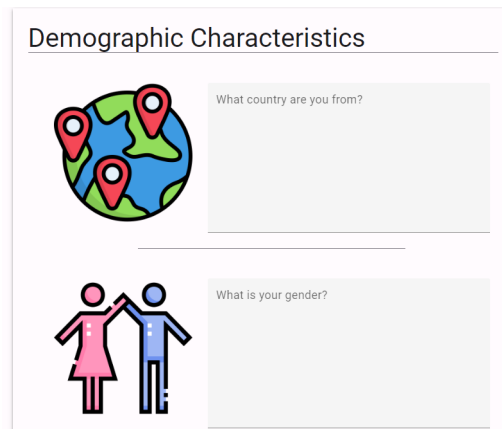 Demographic Characteristics
What country are you from?
What is your gender?